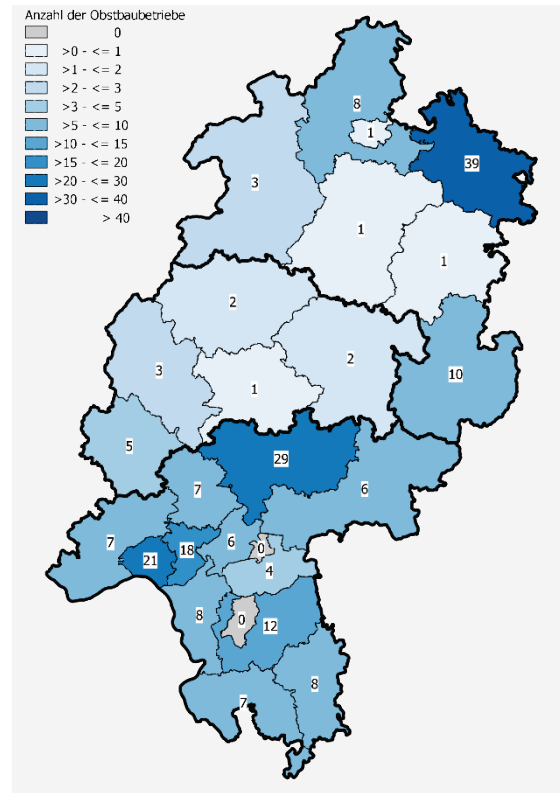 Anzahl der Obstbaubetriebe
0
>0 - <= 1
>1 - <= 2
>2 - <= 3
>3 - <= 5
>5 - <= 10
>10 - <= 15
>15 - <= 20
>20 - <= 30
>30 - <= 40
> 40
8
1
39
3
1
1
2
2
3
1
10
5
29
7
6
7
6
0
18
21
4
8
0
12
8
7